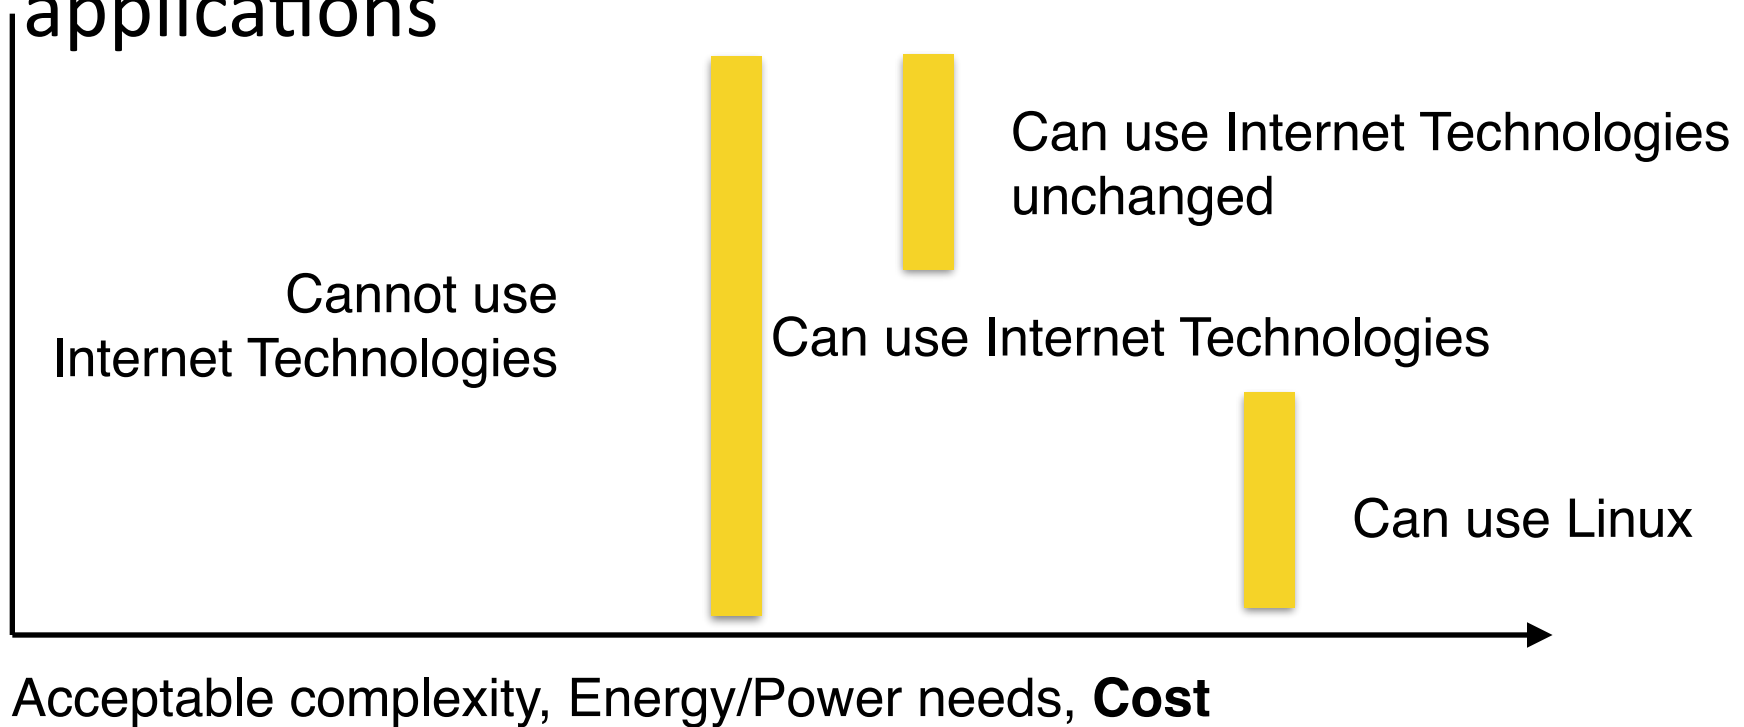 applications
Can use Internet Technologies
unchanged
Cannot use
Internet Technologies
Can use Internet Technologies
Can use Linux
Acceptable complexity, Energy/Power needs, Cost